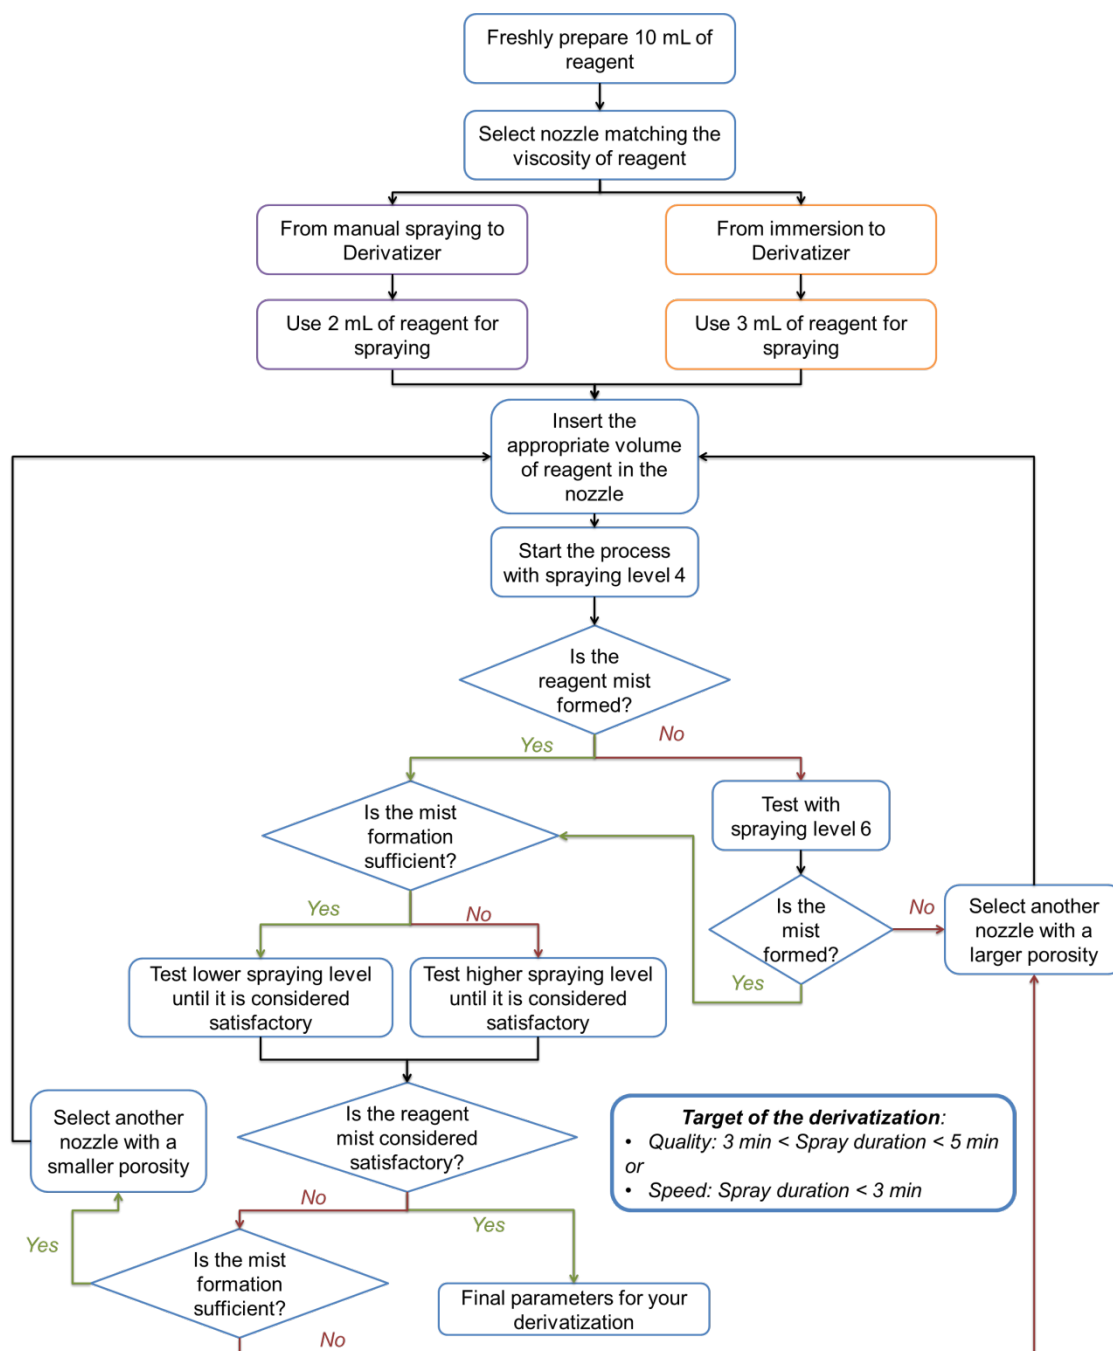 Freshly prepare 10 mL of
reagent
Select nozzle matching the
viscosity of reagent
From manual spraying to
Derivatizer
From immersion to
Derivatizer
Use 2 mL of reagent for
spraying
Use 3 mL of reagent for
spraying
Insert the
appropriate volume
of reagent in the
nozzle
Start the process
with spraying level 4
Is the
reagent mist
formed?
Yes
No
Is the mist
formation
sufficient?
Test with
spraying level 6
Yes
No
Is the
mist
formed?
No
Yes
Select another
nozzle with a
larger porosity
Test lower spraying level
until it is considered
satisfactory
Test higher spraying level
until it is considered
satisfactory
Is the reagent
mist considered
satisfactory?
Select another
nozzle with a
smaller porosity
Target of the derivatization:
• Quality: 3 min < Spray duration < 5 min
or
• Speed: Spray duration < 3 min
No
Yes
Yes
Is the mist
formation
sufficient?
Final parameters for your
derivatization
No